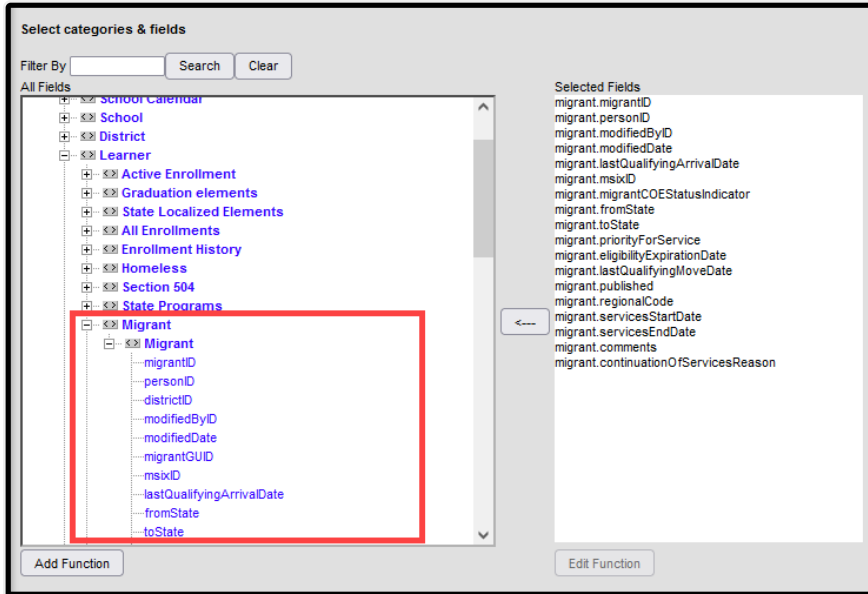 Select categories & fields
Filter By
Search
Clear
All Fields
School Calendar
School
District
Learner
Active Enrollment
Graduation elements
State Localized Elements
All Enrollments
Enrollment History
Homeless
Section 504
State Programs
Migrant
Migrant
migrantID
personID
districtID
modifiedByID
modifiedDate
migrantGUID
msixID
lastQualifyingArrivalDate
fromState
toState
Add Function
<---
Selected Fields
migrant.migrantID
migrant.personID
migrant.modifiedByID
migrant.modifiedDate
migrant.lastQualifyingArrivalDate
migrant.msixID
migrant.migrantCOEStatusIndicator
migrant.fromState
migrant.toState
migrant.priorityForService
migrant.eligibilityExpirationDate
migrant.lastQualifyingMoveDate
migrant.published
migrant.regionalCode
migrant.servicesStartDate
migrant.servicesEndDate
migrant.comments
migrant.continuationOfServicesReason
Edit Function